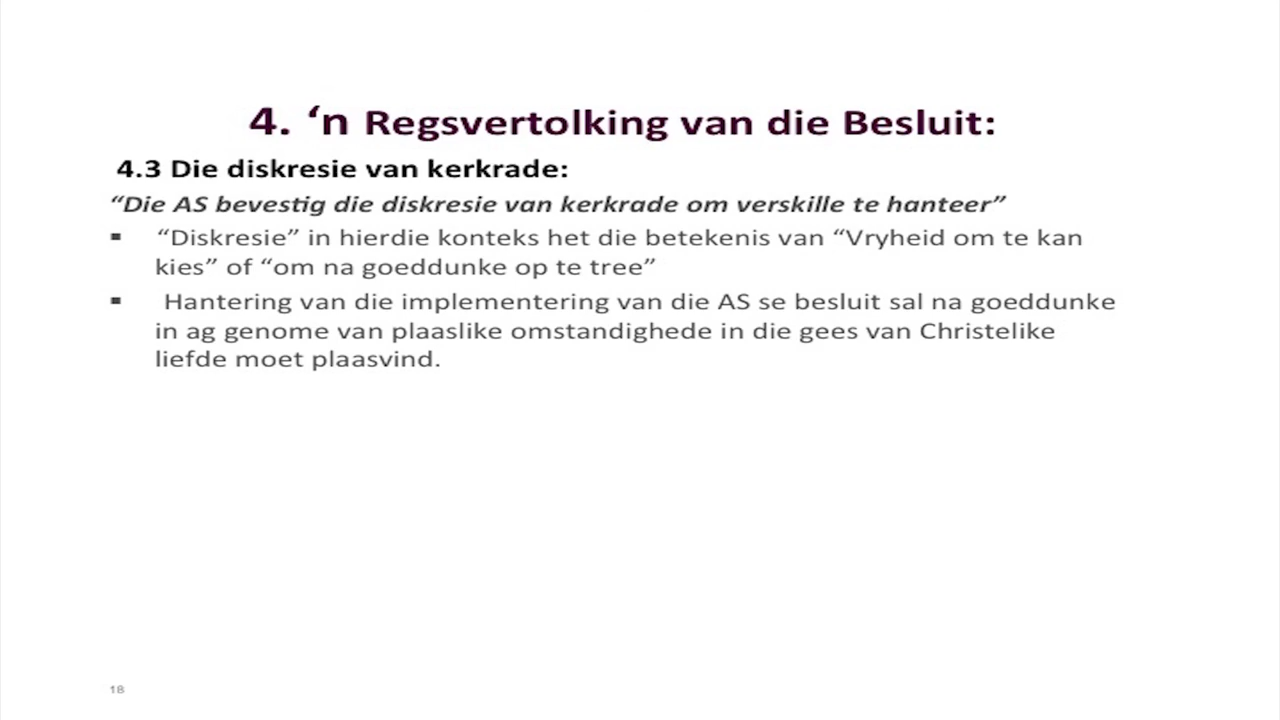 4. ‘n Regsvertolking van die Besluit:
4.3 Die diskresie van kerkrade:
“Die AS bevestig die diskresie van kerkrade om verskille te hanteer”
▪ “Diskresie” in hierdie konteks het die betekenis van “Vryheid om te kan
kies” of “om na goeddunke op te tree”
▪ Hantering van die implementering van die AS se besluit sal na goeddunke
in ag genome van plaaslike omstandighede in die gees van Christelike
liefde moet plaasvind.
18